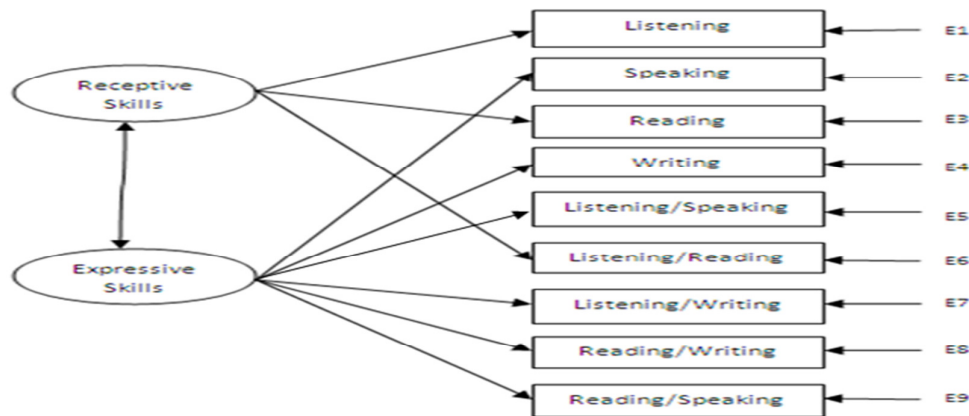 Listening
E1
Receptive
Skills
Speaking
E2
Reading
E3
Writing
E4
Listening/Speaking
E5
Expressive
Skills
Listening/Reading
E6
Listening/Writing
E7
Reading/Writing
E8
Reading/Speaking
E9